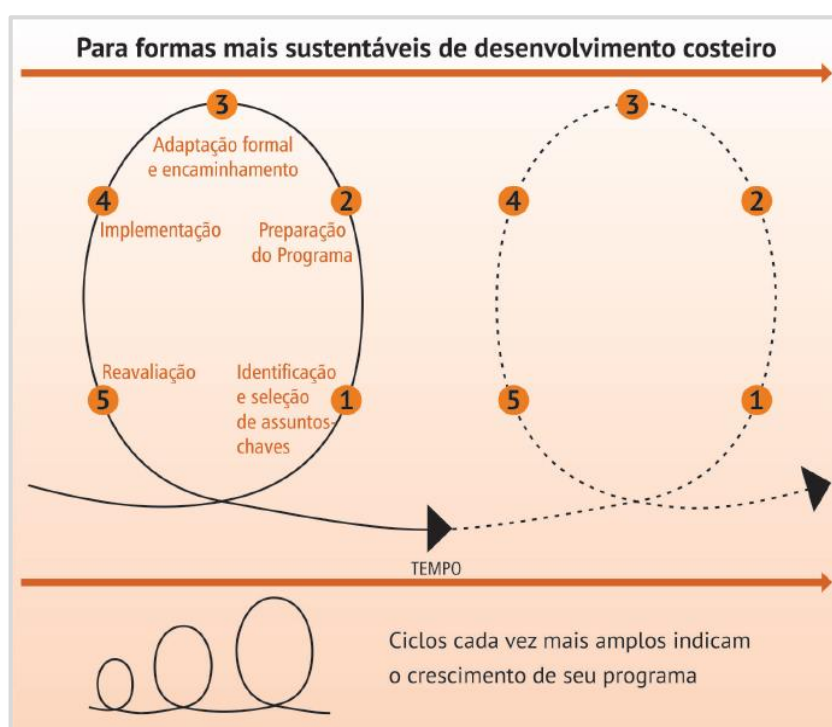 Para formas mais sustentáveis de desenvolvimento costeiro
3
Adaptação formal
e encaminhamento
4
Implementação
2
Preparação
do Programa
5
Reavaliação
Identificação
e seleção
de assuntos-
chaves
1
3
4
2
5
1
TEMPO
Ciclos cada vez mais amplos indicam
o crescimento de seu programa